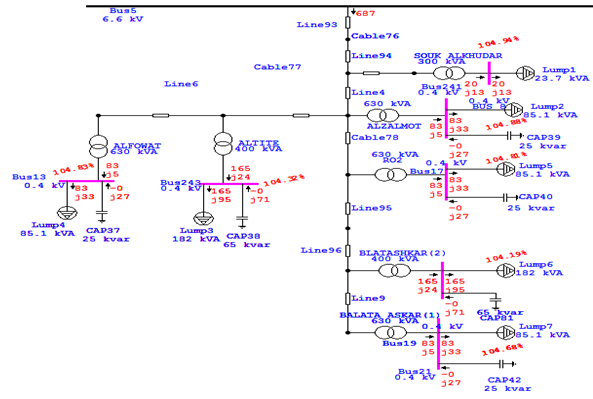 Bus5
6.6 kV
687
Line93
Cable76
Line94
104.94%
SOUK ALKHUDAR
300 kVA
Cable77
Lump1
23.7 kVA
20
j13
20
j13
Line6
Line4
Bus241
0.4 kV
0.4 kV
BUS 8
Lump2
85.1 kVA
630 kVA
ALZALMOT
83
j5
83
j33
104.88%
-0
j27
CAP39
25 kvar
Cable78
ALFOWAT
630 kVA
ALTITE
400 kVA
630 kVA
RO2
0.4 kV
Bus17
104.81%
Lump5
85.1 kVA
83
j5
83
j33
-0
j27
CAP40
25 kvar
104.83%
83
j5
Bus13
0.4 kV
83
j33
-0
j27
Lump4
85.1 kVA
CAP37
25 kvar
165
j24
Bus243
0.4 kV
104.32%
165
j95
-0
j71
Lump3
182 kVA
CAP38
65 kvar
Line95
Line96
BLATASHKAR(2)
400 kVA
104.19%
Lump6
182 kVA
165
j24
165
j95
-0
j71
65 kvar
CAP81
Line9
BALATA ASKAR(1)
630 kVA
0.4 kV
Bus19
Lump7
85.1 kVA
83
j5
83
j33
104.68%
Bus21
0.4 kV
-0
j27
CAP42
25 kvar